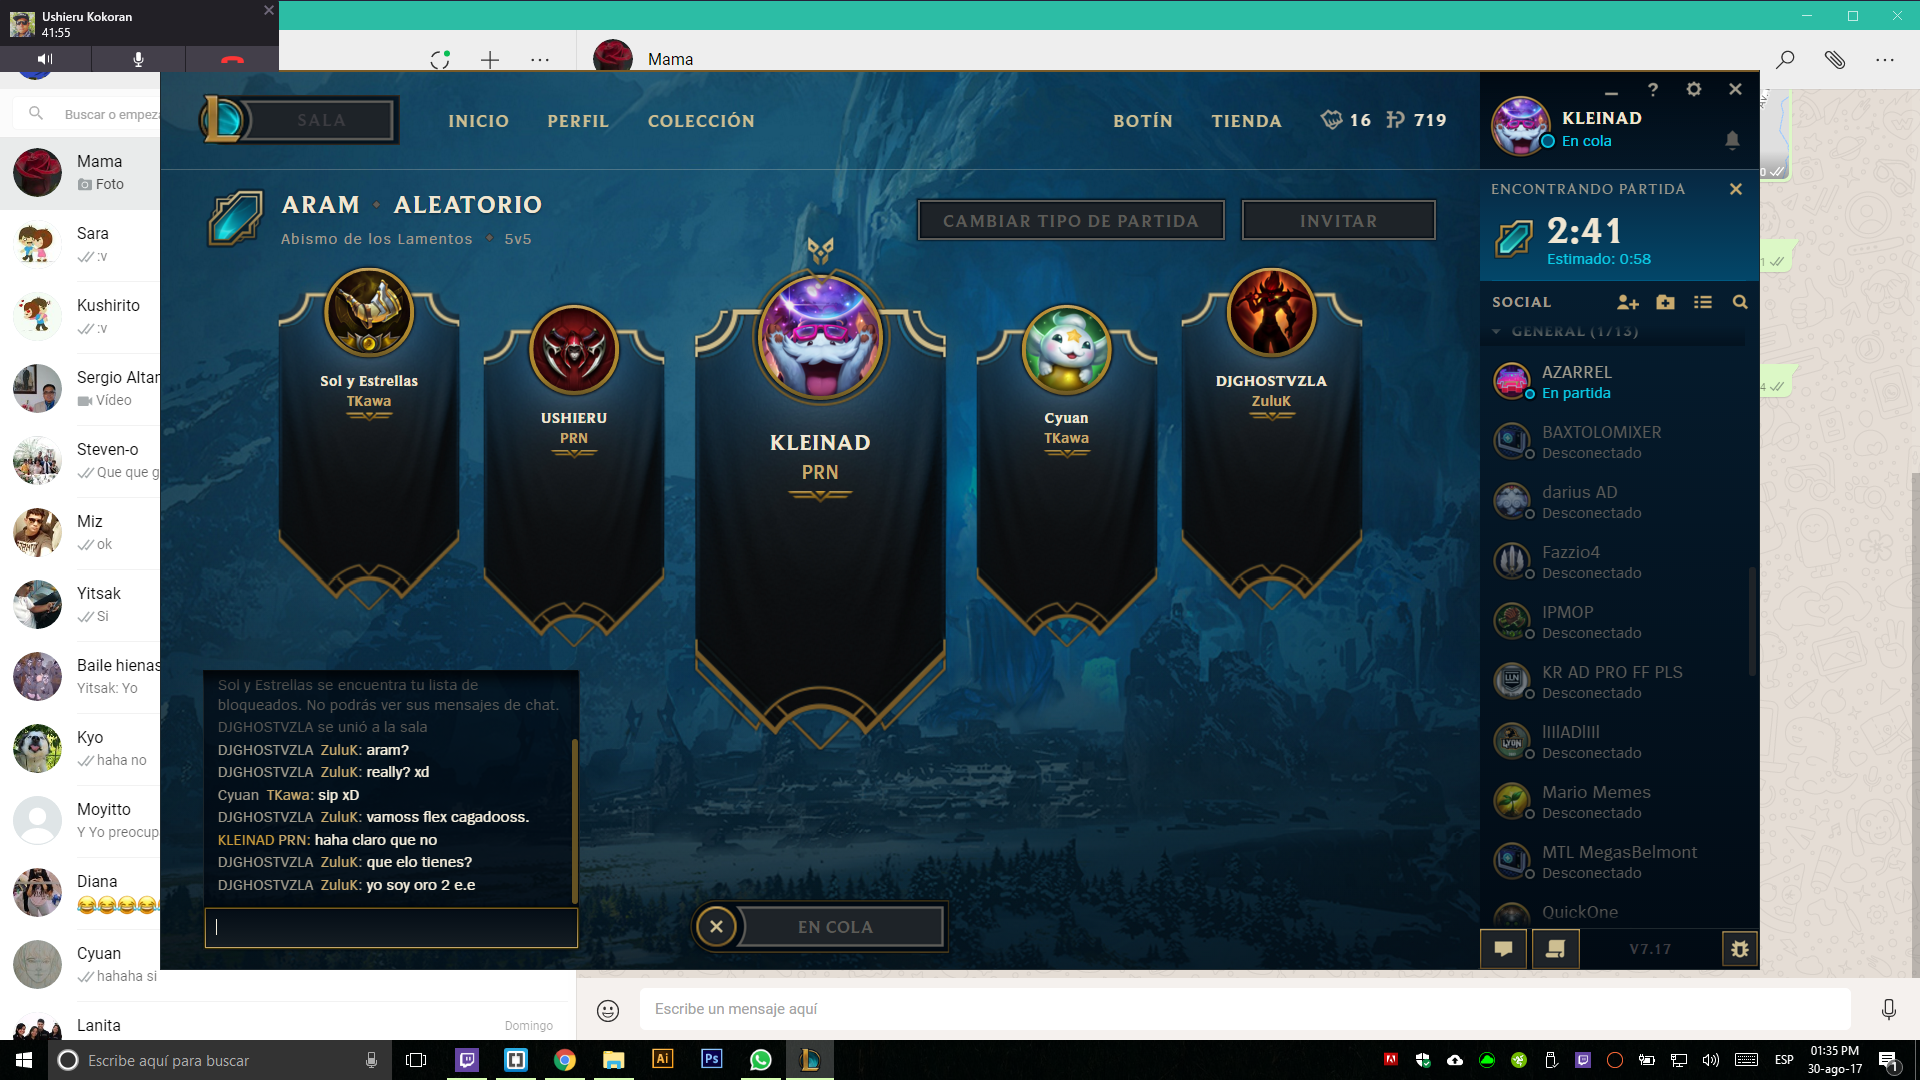 Ushieru Kokoran
41:55
Mama
Buscar o empeza
Mama
Foto
Sara
:v
Kushirito
:v
Sergio Altar
Vídeo
Steven-o
Que que g
Miz
ok
Yitsak
Si
Baile hienas
Yitsak: Yo
Kyo
haha no
Moyitto
Y Yo preocupa
Diana
Cyuan
hahaha si
Lanita
Domingo
SALA
INICIO
PERFIL
COLECCIÓN
BOTÍN
TIENDA
16
719
ARAM • ALEATORIO
Abismo de los Lamentos • 5v5
CAMBIAR TIPO DE PARTIDA
INVITAR
Sol y Estrellas
TKawa
USHIERU
PRN
KLEINAD
PRN
Cyuan
TKawa
DJGHOSTVZLA
ZuluK
Sol y Estrellas se encuentra tu lista de
bloqueados. No podrás ver sus mensajes de chat.
DJGHOSTVZLA se unió a la sala
DJGHOSTVZLA ZuluK: aram?
DJGHOSTVZLA ZuluK: really? xd
Cyuan TKawa: sip xD
DJGHOSTVZLA ZuluK: vamoss flex cagadooss.
KLEINAD PRN: haha claro que no
DJGHOSTVZLA ZuluK: que elo tienes?
DJGHOSTVZLA ZuluK: yo soy oro 2 e.e
EN COLA
KLEINAD
En cola
ENCONTRANDO PARTIDA
2:41
Estimado: 0:58
SOCIAL
GENERAL (1/13)
AZARREL
En partida
BAXTOLOMIXER
Desconectado
darius AD
Desconectado
Fazzio4
Desconectado
IPMOP
Desconectado
KR AD PRO FF PLS
Desconectado
IIIlADIIIl
Desconectado
Mario Memes
Desconectado
MTL MegasBelmont
Desconectado
QuickOne
V7.17
Escribe un mensaje aquí
Escribe aquí para buscar
Ai
Ps
ESP
01:35 PM
30-ago-17
1